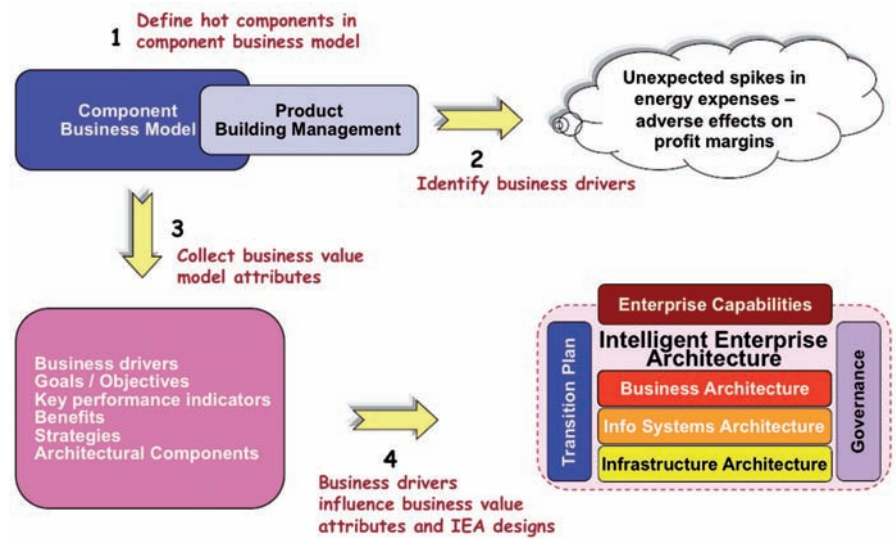 1
Define hot components in
component business model
Component
Business Model
Product
Building Management
2
Identify business drivers
Unexpected spikes in
energy expenses –
adverse effects on
profit margins
3
Collect business value
model attributes
Business drivers
Goals / Objectives
Key performance indicators
Benefits
Strategies
Architectural Components
4
Business drivers
influence business value
attributes and IEA designs
Enterprise Capabilities
Transition Plan
Intelligent Enterprise
Architecture
Business Architecture
Info Systems Architecture
Infrastructure Architecture
Governance